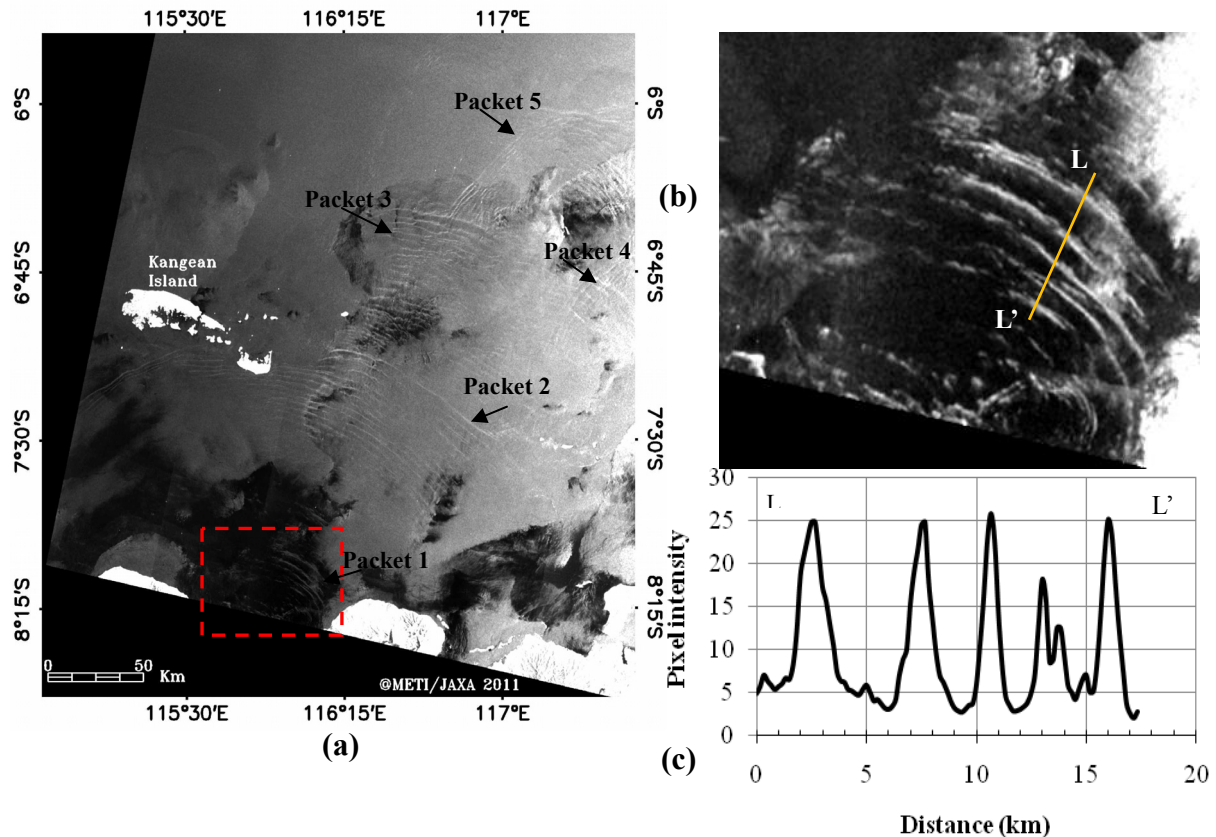 115°30′E 116°15′E 117°E
6°S
6°45′S
7°30′S
8°15′S
Packet 5
Packet 3
Packet 4
Kangean
Island
Packet 2
Packet 1
6°S
6°45′S
7°30′S
8°15′S
0 50
Km
@METI/JAXA 2011
115°30′E 116°15′E 117°E
(a)
(b)
L
L’
(c)
Pixel intensity
30
25
20
15
10
5
0
L
L’
0 5 10 15 20
Distance (km)